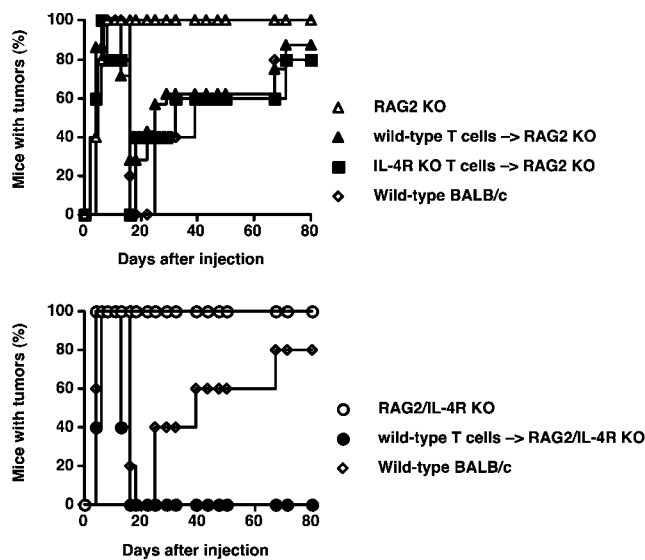 Mice with tumors (%)
100
80
60
40
20
0
0 20 40 60 80
Days after injection
RAG2 KO
wild-type T cells –> RAG2 KO
IL-4R KO T cells –> RAG2 KO
Wild-type BALB/c
Mice with tumors (%)
100
80
60
40
20
0
0 20 40 60 80
Days after injection
RAG2/IL-4R KO
wild-type T cells –> RAG2/IL-4R KO
Wild-type BALB/c